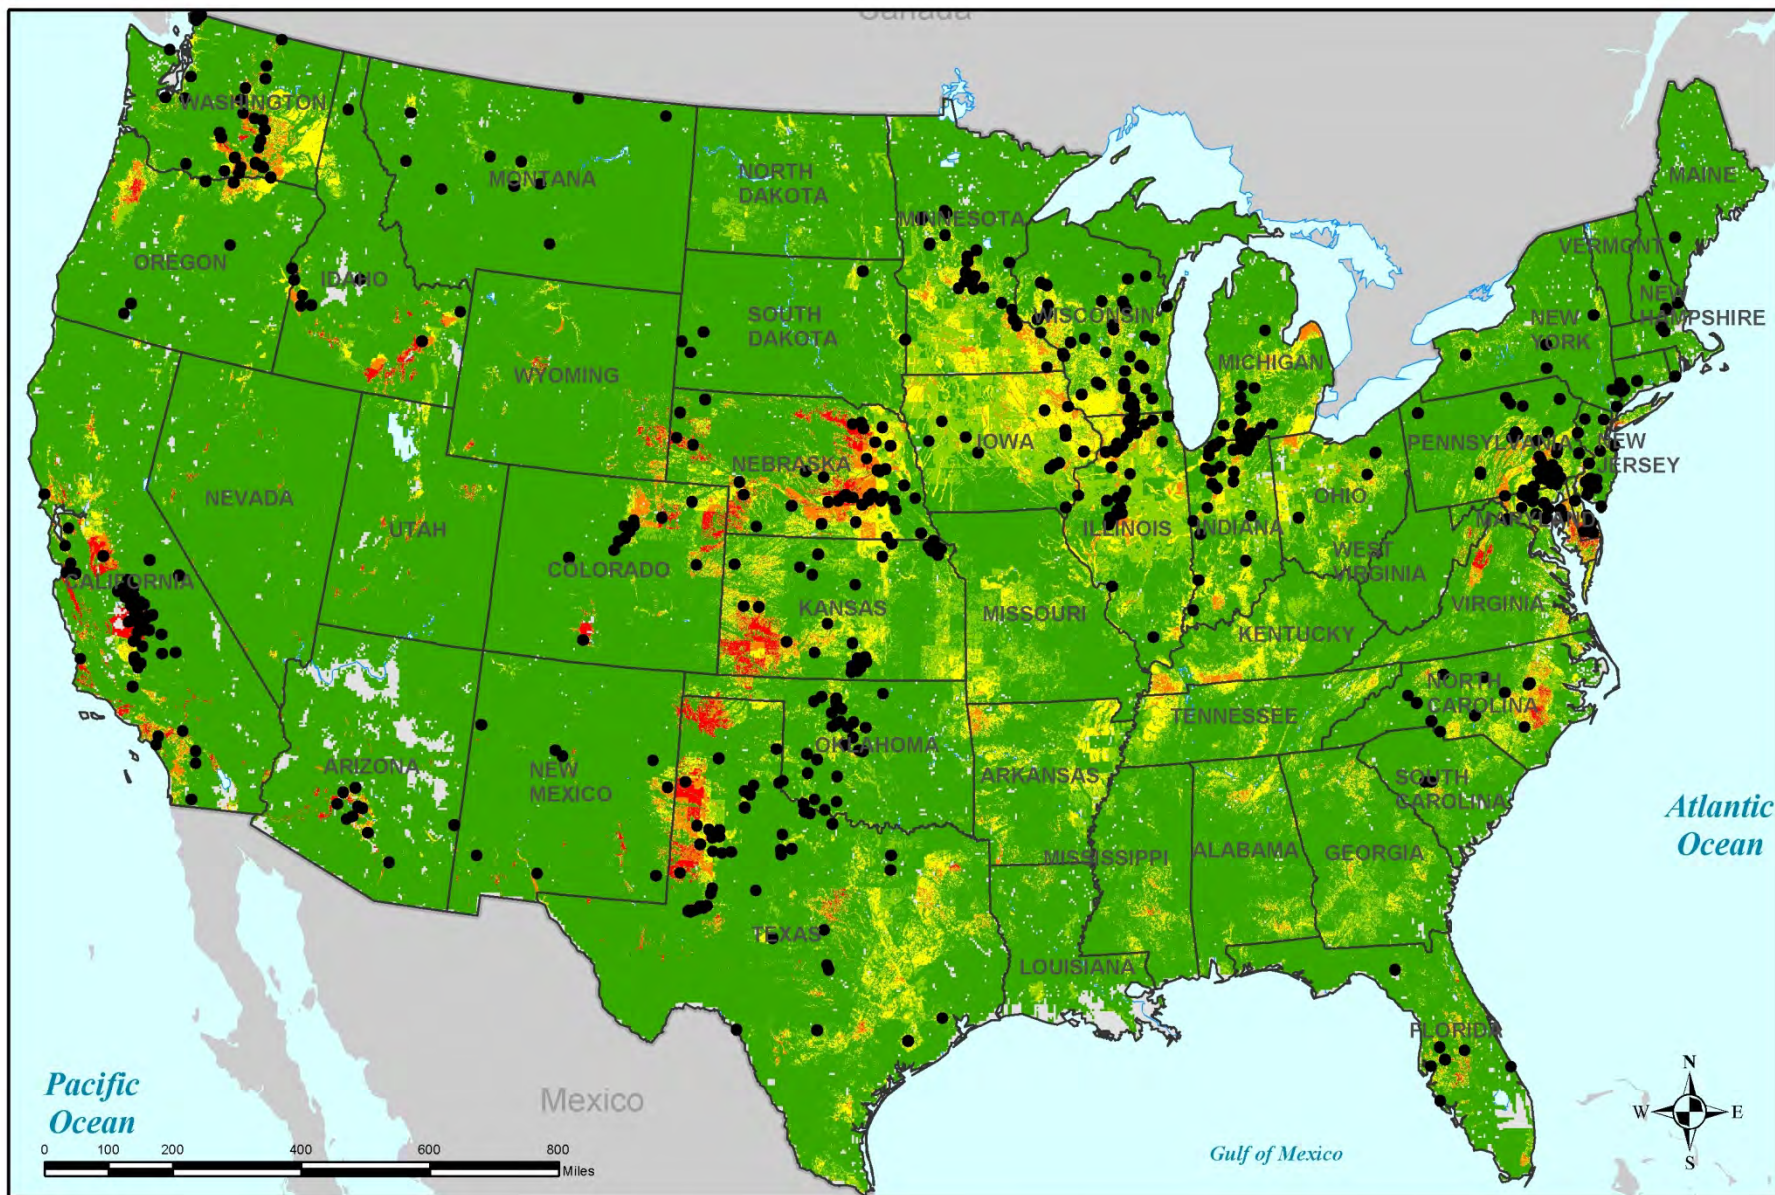 Canada
WASHINGTON
MONTANA
NORTH
DAKOTA
MINNESOTA
MAINE
VERMONT
OREGON
IDAHO
SOUTH
DAKOTA
WISCONSIN
NEW
HAMPSHIRE
NEW
YORK
MICHIGAN
WYOMING
IOWA
PENNSYLVANIA
NEW
JERSEY
NEBRASKA
NEVADA
OHIO
UTAH
ILLINOIS
INDIANA
MARYLAND
CALIFORNIA
COLORADO
WEST
VIRGINIA
KANSAS
MISSOURI
VIRGINIA
KENTUCKY
NORTH
CAROLINA
TENNESSEE
OKLAHOMA
ARIZONA
NEW
MEXICO
ARKANSAS
SOUTH
CAROLINA
Atlantic
Ocean
MISSISSIPPI
ALABAMA
GEORGIA
TEXAS
LOUISIANA
FLORIDA
Pacific
Ocean
Mexico
Gulf of Mexico
N
W
E
S
0
100
200
400
600
800
Miles